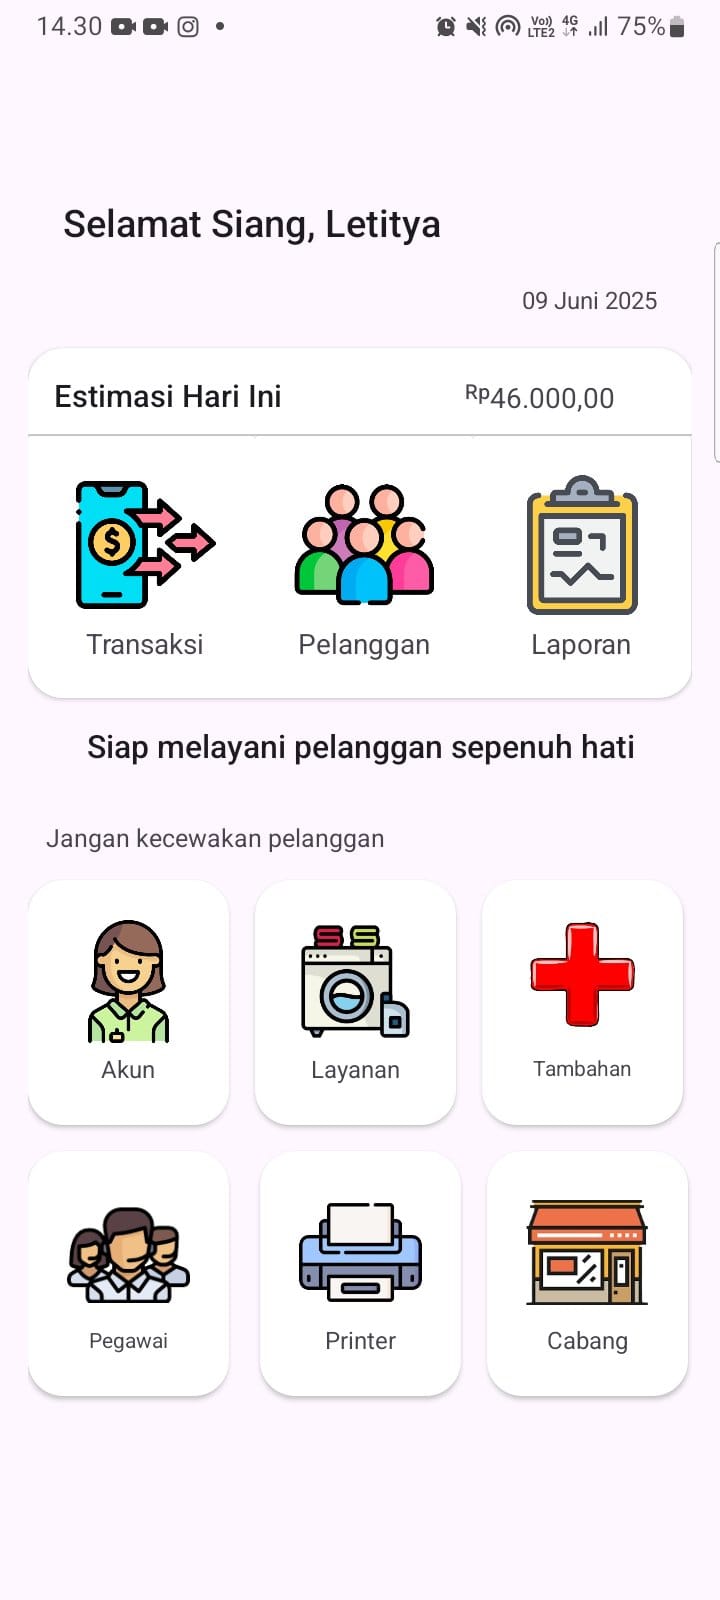 14.30 Vo)) LTE2 4G 75%
Selamat Siang, Letitya
09 Juni 2025
Estimasi Hari Ini Rp46.000,00
$
Transaksi Pelanggan Laporan
Siap melayani pelanggan sepenuh hati
Jangan kecewakan pelanggan
Akun Layanan Tambahan
Pegawai Printer Cabang